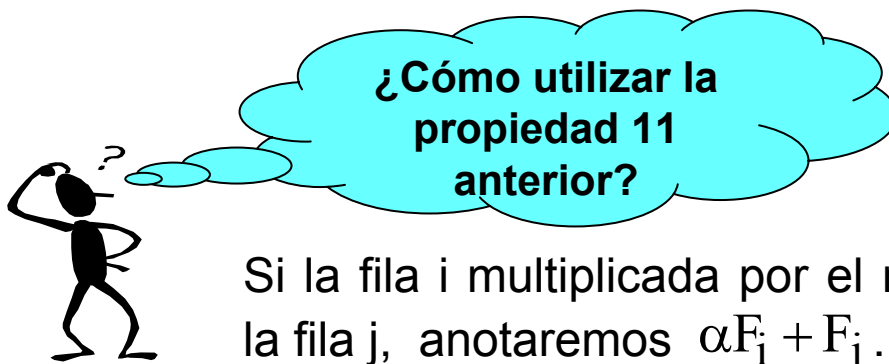 ¿Cómo utilizar la
propiedad 11
anterior?
?
Si la fila i multiplicada por el
la fila j, anotaremos αFᵢ + Fⱼ.